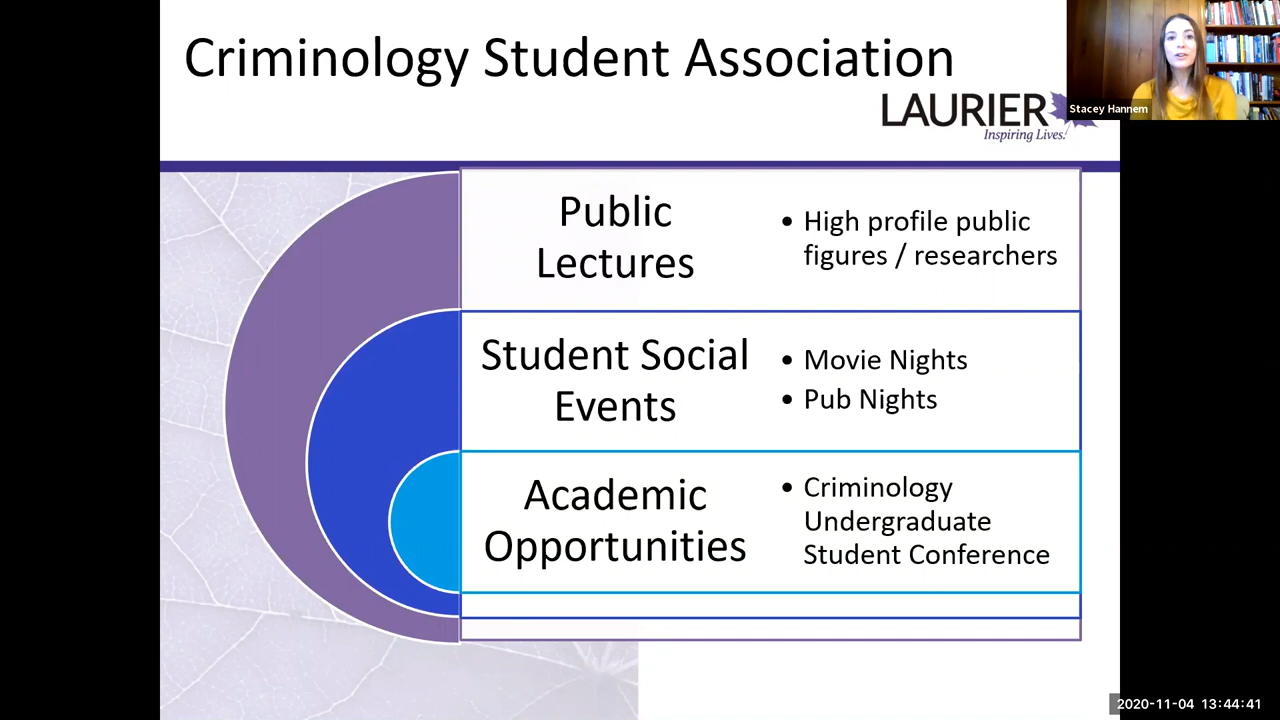 Criminology Student Association
LAURIER
Inspiring Lives.
Stacey Hannem
Public
Lectures
• High profile public
figures / researchers
Student Social
Events
• Movie Nights
• Pub Nights
Academic
Opportunities
• Criminology
Undergraduate
Student Conference
2020-11-04 13:44:41